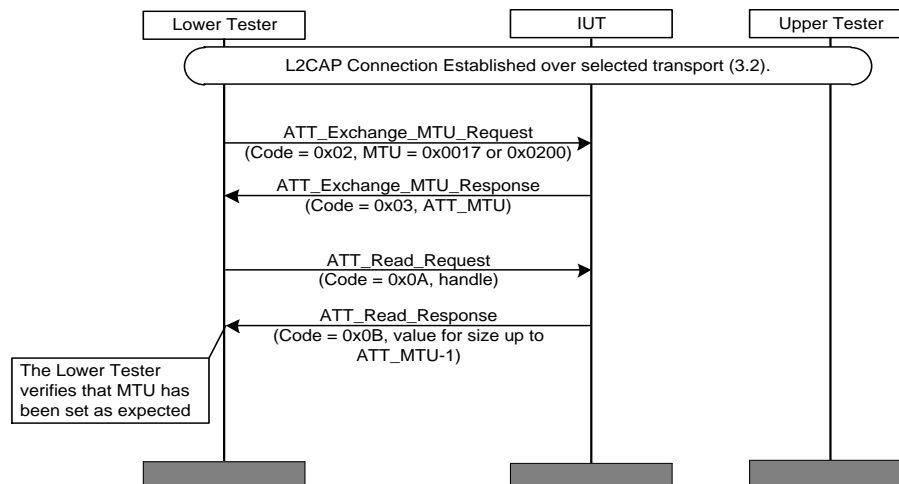 Lower Tester
IUT
Upper Tester
L2CAP Connection Established over selected transport (3.2).
ATT_Exchange_MTU_Request
(Code = 0x02, MTU = 0x0017 or 0x0200)
ATT_Exchange_MTU_Response
(Code = 0x03, ATT_MTU)
ATT_Read_Request
(Code = 0x0A, handle)
ATT_Read_Response
(Code = 0x0B, value for size up to
ATT_MTU-1)
The Lower Tester
verifies that MTU has
been set as expected